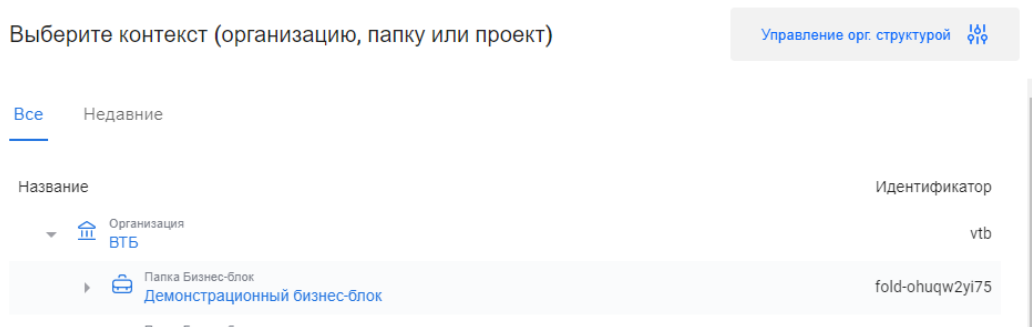 Выберите контекст (организацию, папку или проект)
Управление орг. структурой
Все Недавние
Название Идентификатор
Организация
ВТБ vtb
Папка Бизнес-блок
Демонстрационный бизнес-блок fold-ohuqw2yi75